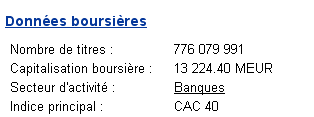 Données boursières
Nombre de titres : 776 079 991
Capitalisation boursière : 13 224.40 MEUR
Secteur d'activité : Banques
Indice principal : CAC 40